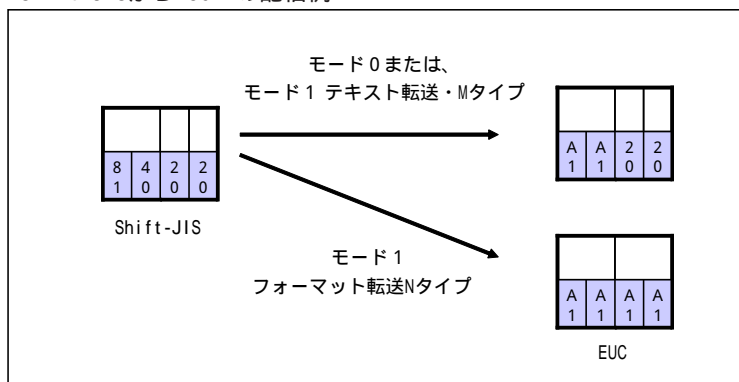 モード0または、
モード1 テキスト転送・Mタイプ
8 4 2 2
1 0 0 0
Shift-JIS
A A 2 2
1 1 0 0
モード1
フォーマット転送Nタイプ
A A A A
1 1 1 1
EUC